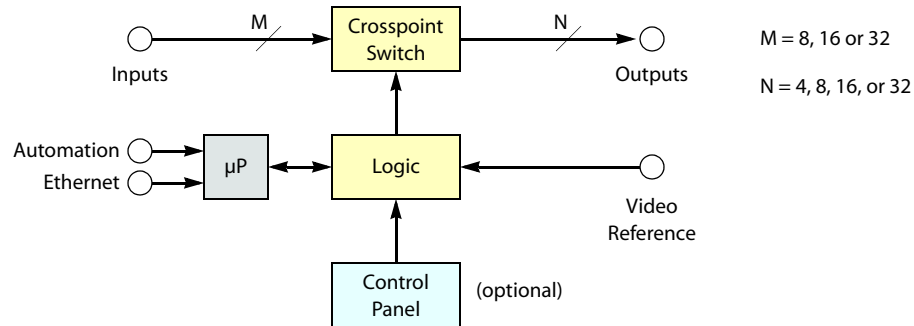 M
Crosspoint
Switch
N
Inputs
Outputs
M = 8, 16 or 32
N = 4, 8, 16, or 32
Automation
Ethernet
µP
Logic
Video
Reference
Control
Panel
(optional)